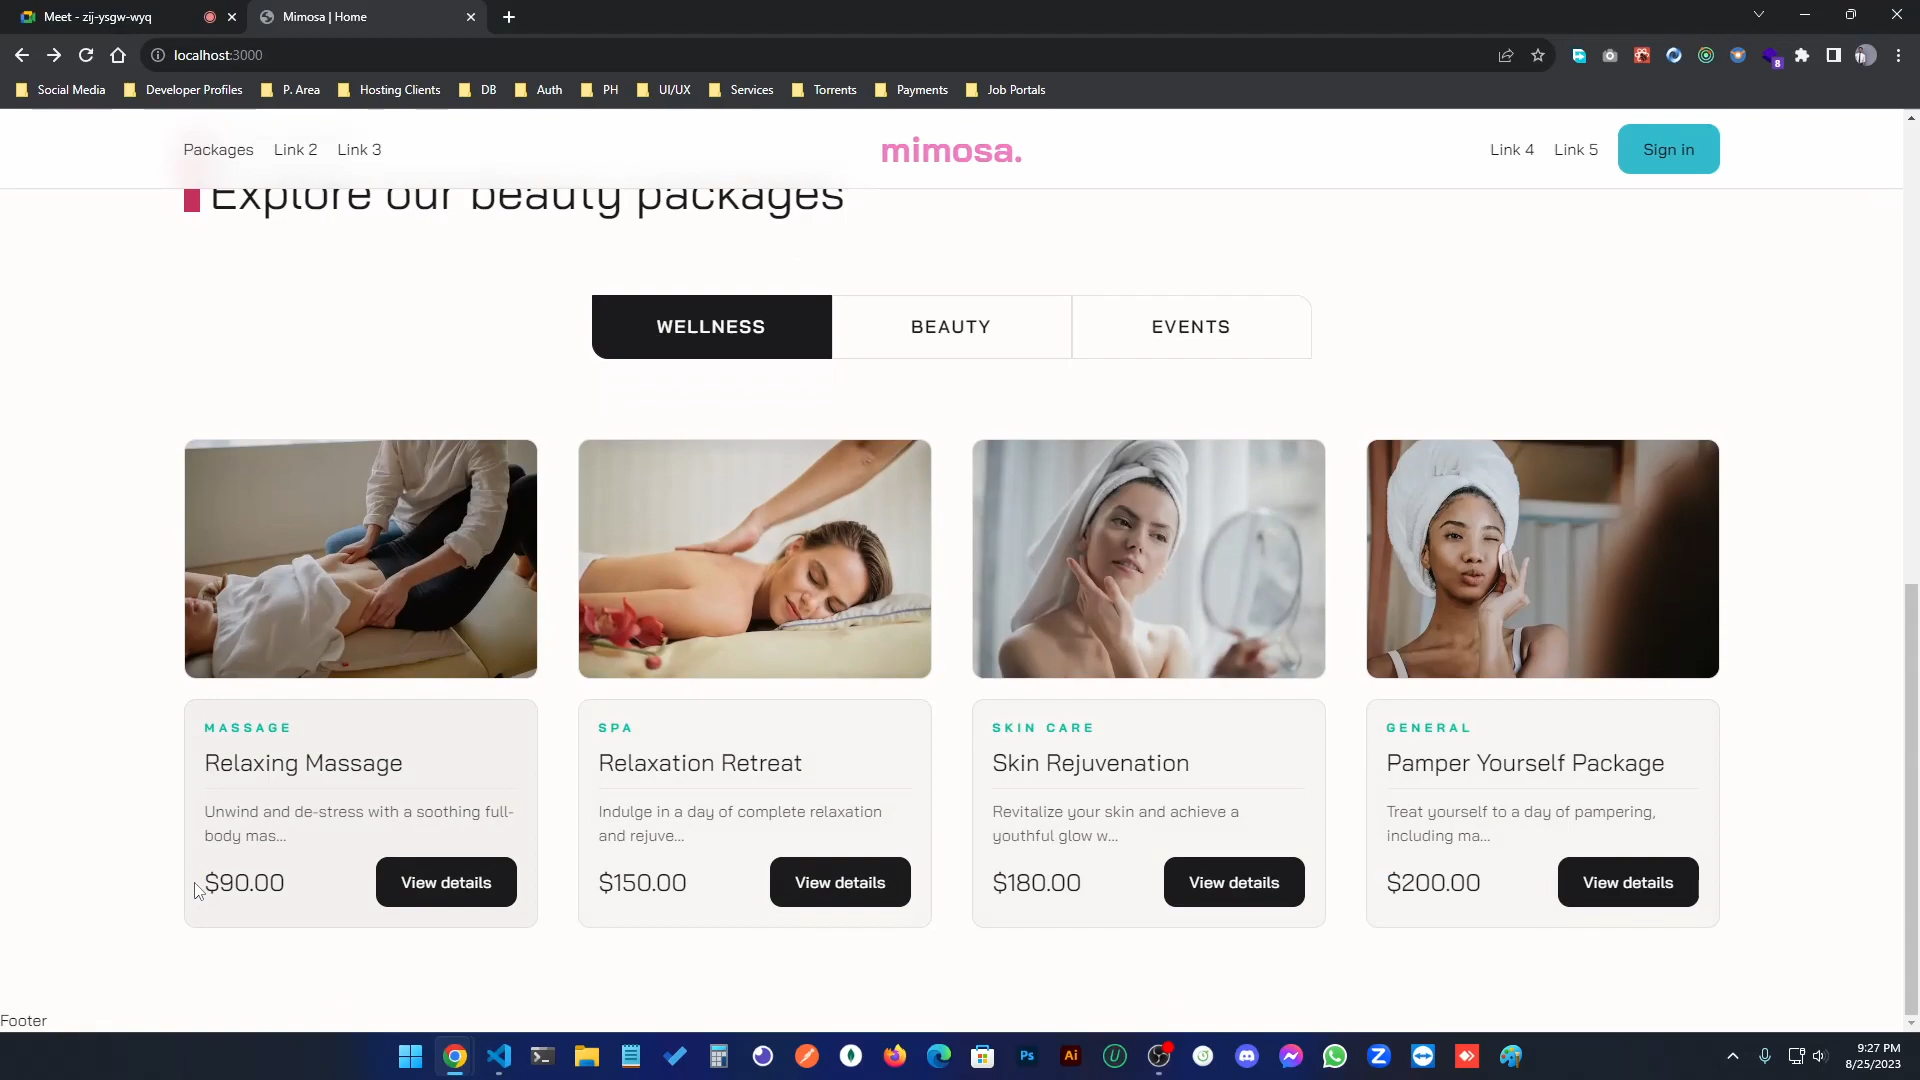 Meet - zij-ysgw-wyq
Mimosa | Home
localhost:3000
8
Social Media
Developer Profiles
P. Area
Hosting Clients
DB
Auth
PH
UI/UX
Services
Torrents
Payments
Job Portals
Packages Link 2 Link 3
mimosa.
Link 4 Link 5 Sign in
Explore our beauty packages
WELLNESS
BEAUTY
EVENTS
MASSAGE
Relaxing Massage
Unwind and de-stress with a soothing full-
body mas...
$90.00
View details
SPA
Relaxation Retreat
Indulge in a day of complete relaxation
and rejuve...
$150.00
View details
SKIN CARE
Skin Rejuvenation
Revitalize your skin and achieve a
youthful glow w...
$180.00
View details
GENERAL
Pamper Yourself Package
Treat yourself to a day of pampering,
including ma...
$200.00
View details
Footer
Ps
Ai
9:27 PM
8/25/2023